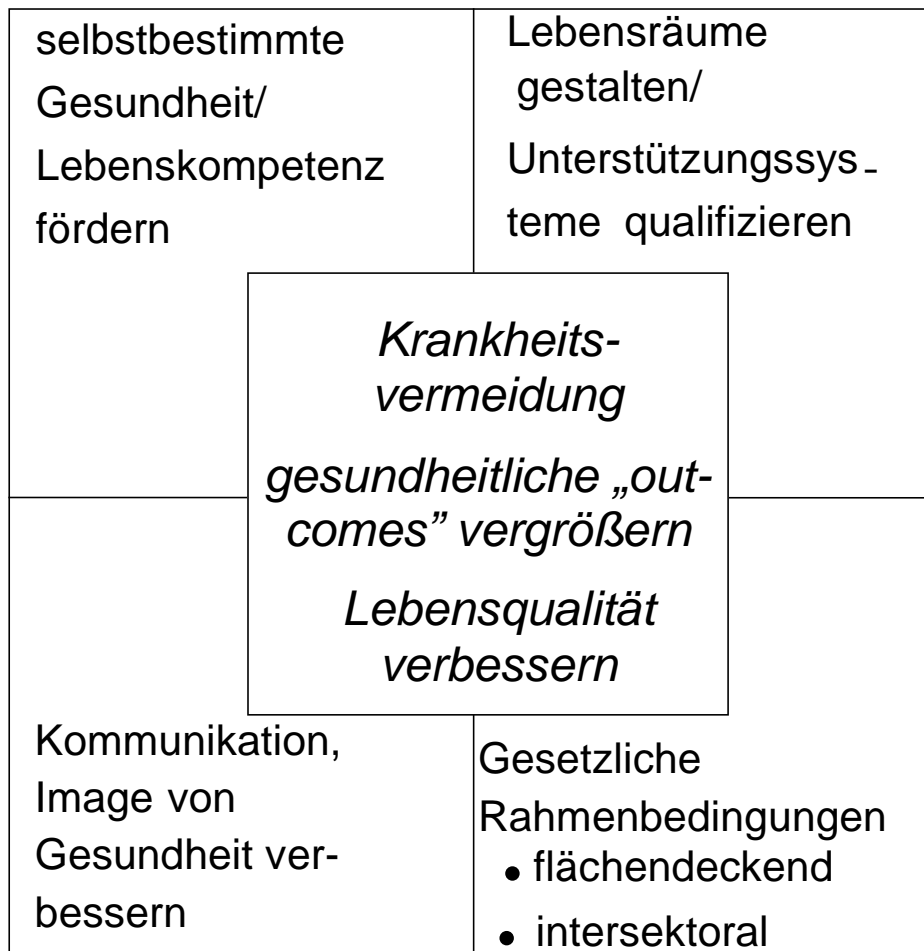 selbstbestimmte
Gesundheit/
Lebenskompetenz
fördern
Lebensräume
gestalten/
Unterstützungssys-
teme qualifizieren
Krankheits-
vermeidung
gesundheitliche „out-
comes” vergrößern
Lebensqualität
verbessern
Kommunikation,
Image von
Gesundheit ver-
bessern
Gesetzliche
Rahmenbedingungen
• flächendeckend
• intersektoral